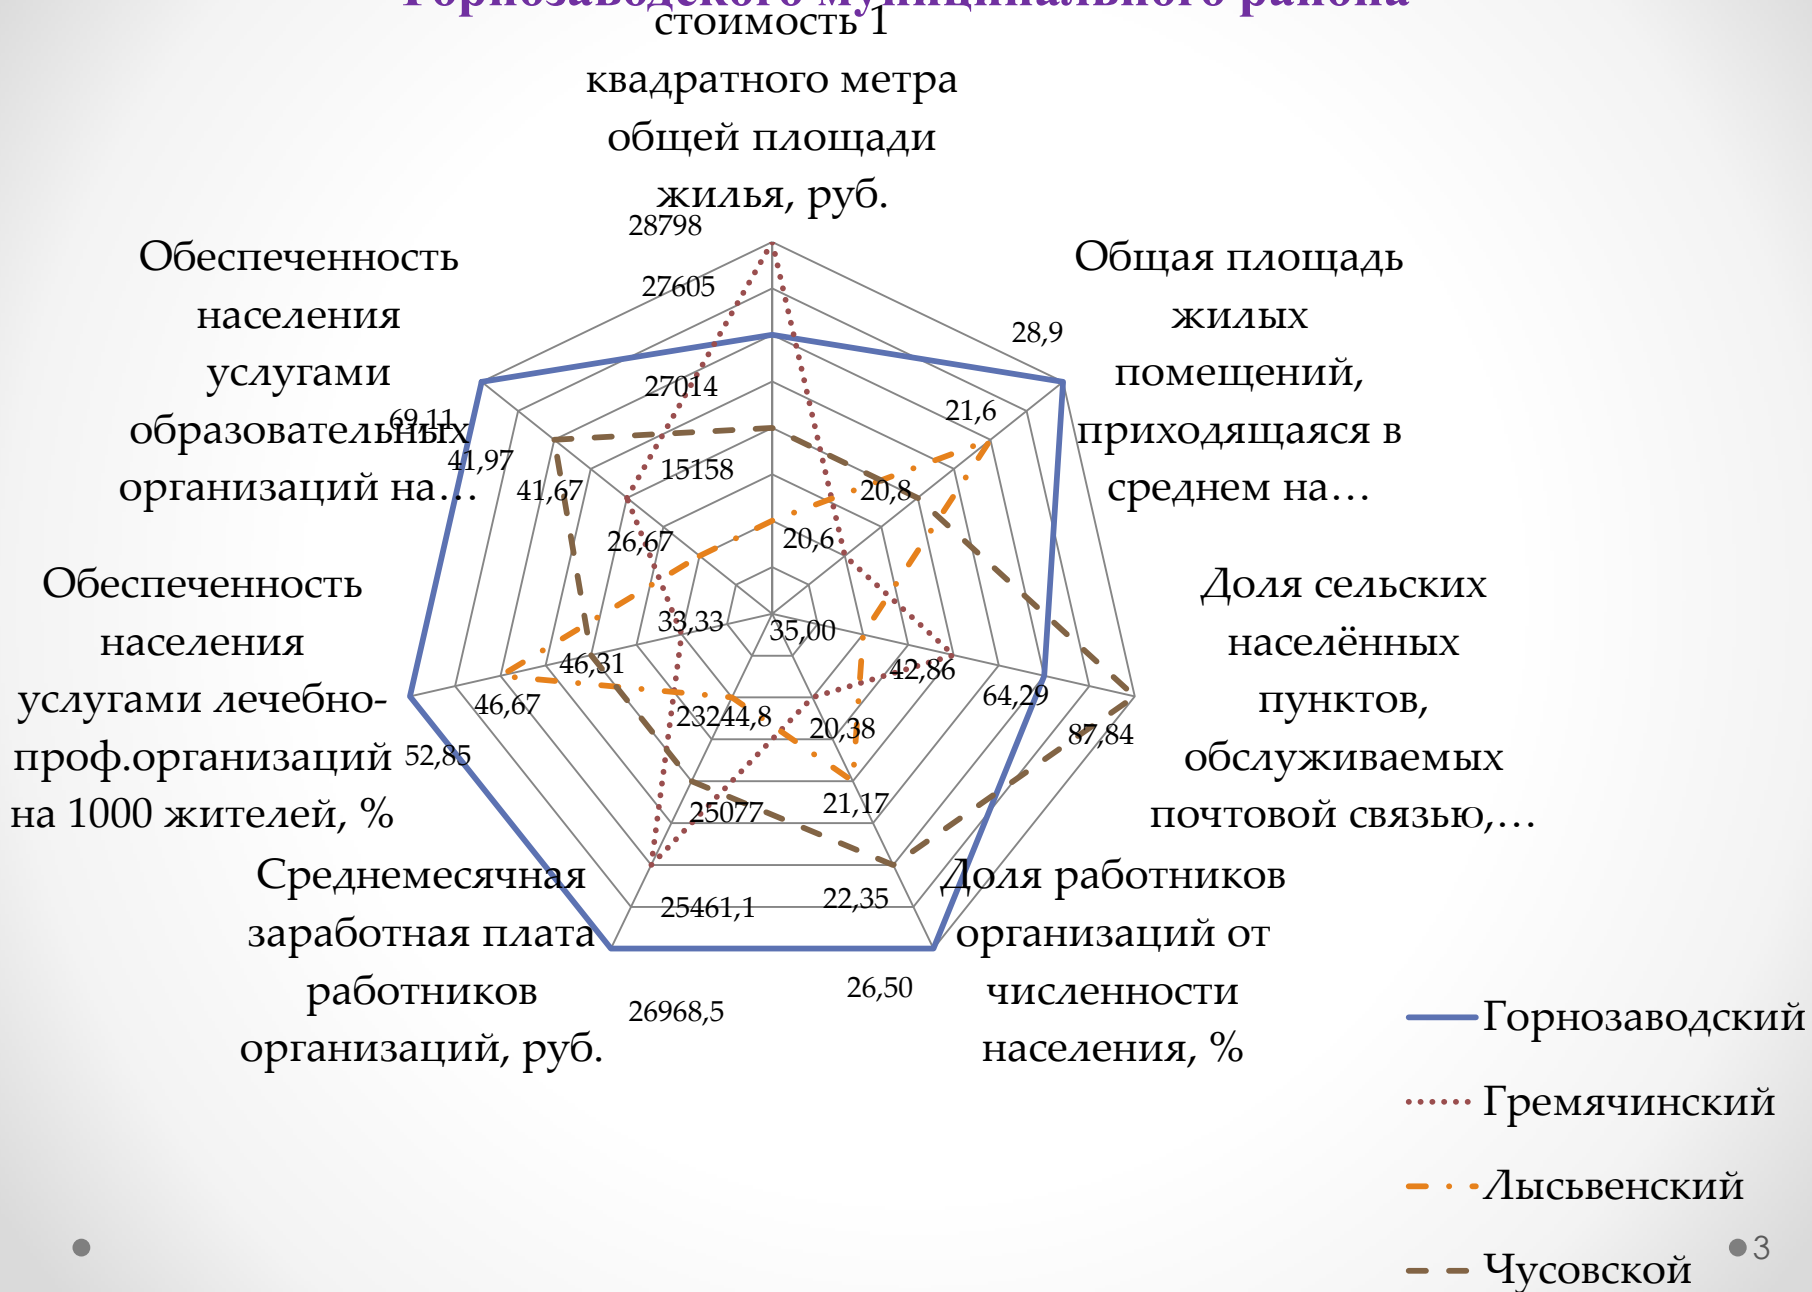 Горнозаводского муниципального района
стоимость 1
квадратного метра
общей площади
жилья, руб.
28798
27605
27014
15158
Общая площадь
жилых
помещений,
приходящаяся в
среднем на…
28,9
21,6
20,8
20,6
Доля сельских
населённых
пунктов,
обслуживаемых
почтовой связью,…
35,00
42,86
64,29
87,84
Доля работников
организаций от
численности
населения, %
20,38
21,17
22,35
26,50
Среднемесячная
заработная плата
работников
организаций, руб.
23244,8
25077
25461,1
26968,5
Обеспеченность
населения
услугами лечебно-
проф.организаций
на 1000 жителей, %
33,33
46,31
46,67
52,85
Обеспеченность
населения
услугами
образовательных
организаций на…
69,11
41,97
41,67
26,67
Горнозаводский
Гремячинский
Лысьвенский
Чусовской
3